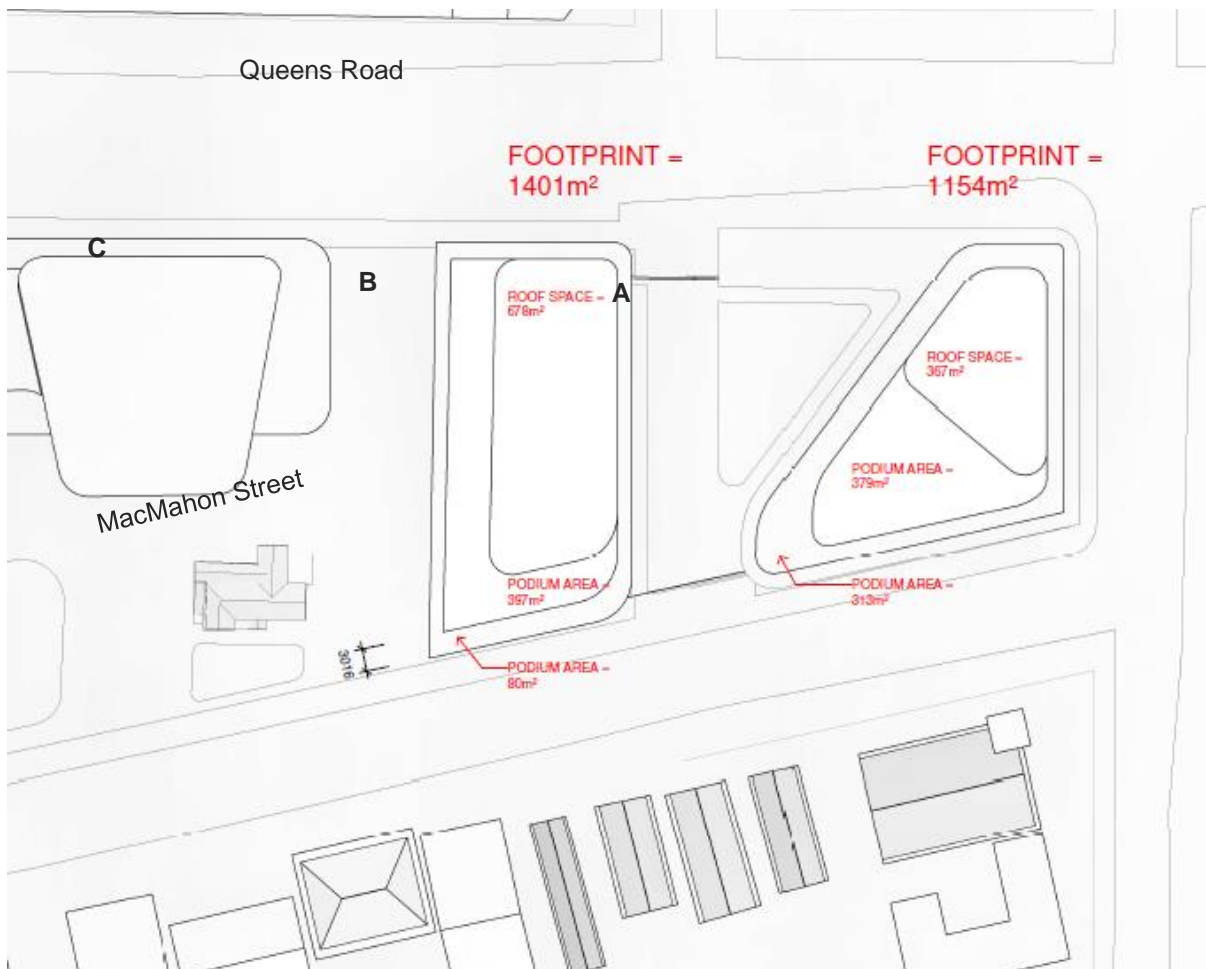 Queens Road
FOOTPRINT =
1401m²
FOOTPRINT =
1154m²
C
B
A
ROOF SPACE =
678m²
ROOF SPACE =
367m²
PODIUM AREA =
379m²
MacMahon Street
PODIUM AREA =
397m²
PODIUM AREA =
313m²
3016
PODIUM AREA =
80m²